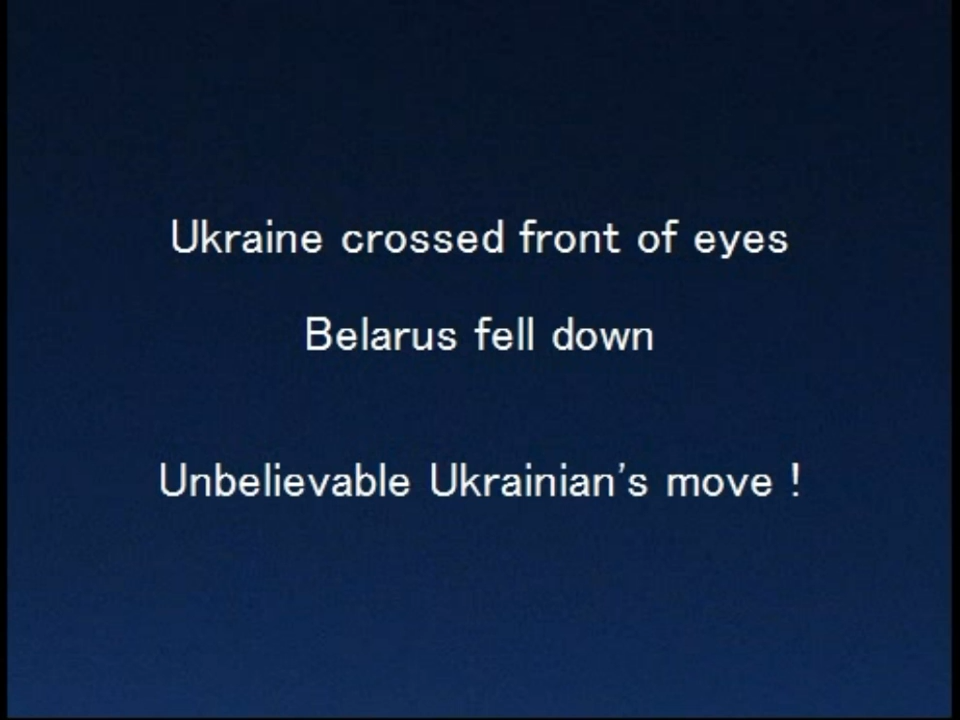 Ukraine crossed front of eyes
Belarus fell down
Unbelievable Ukrainian's move !